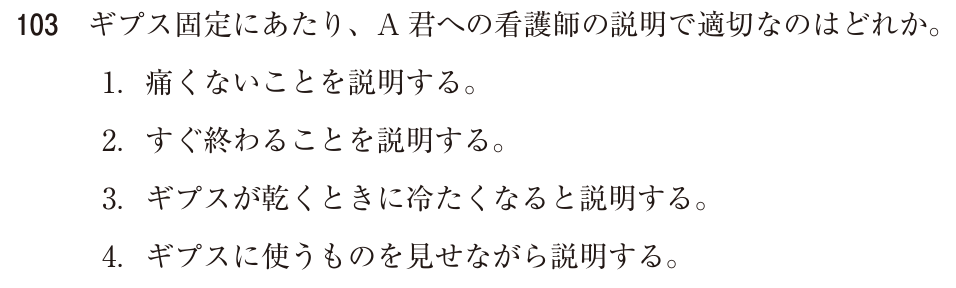 103 ギプス固定にあたり、A 君への看護師の説明で適切なのはどれか。
1. 痛くないことを説明する。
2. すぐ終わることを説明する。
3. ギプスが乾くときに冷たくなると説明する。
4. ギプスに使うものを見せながら説明する。